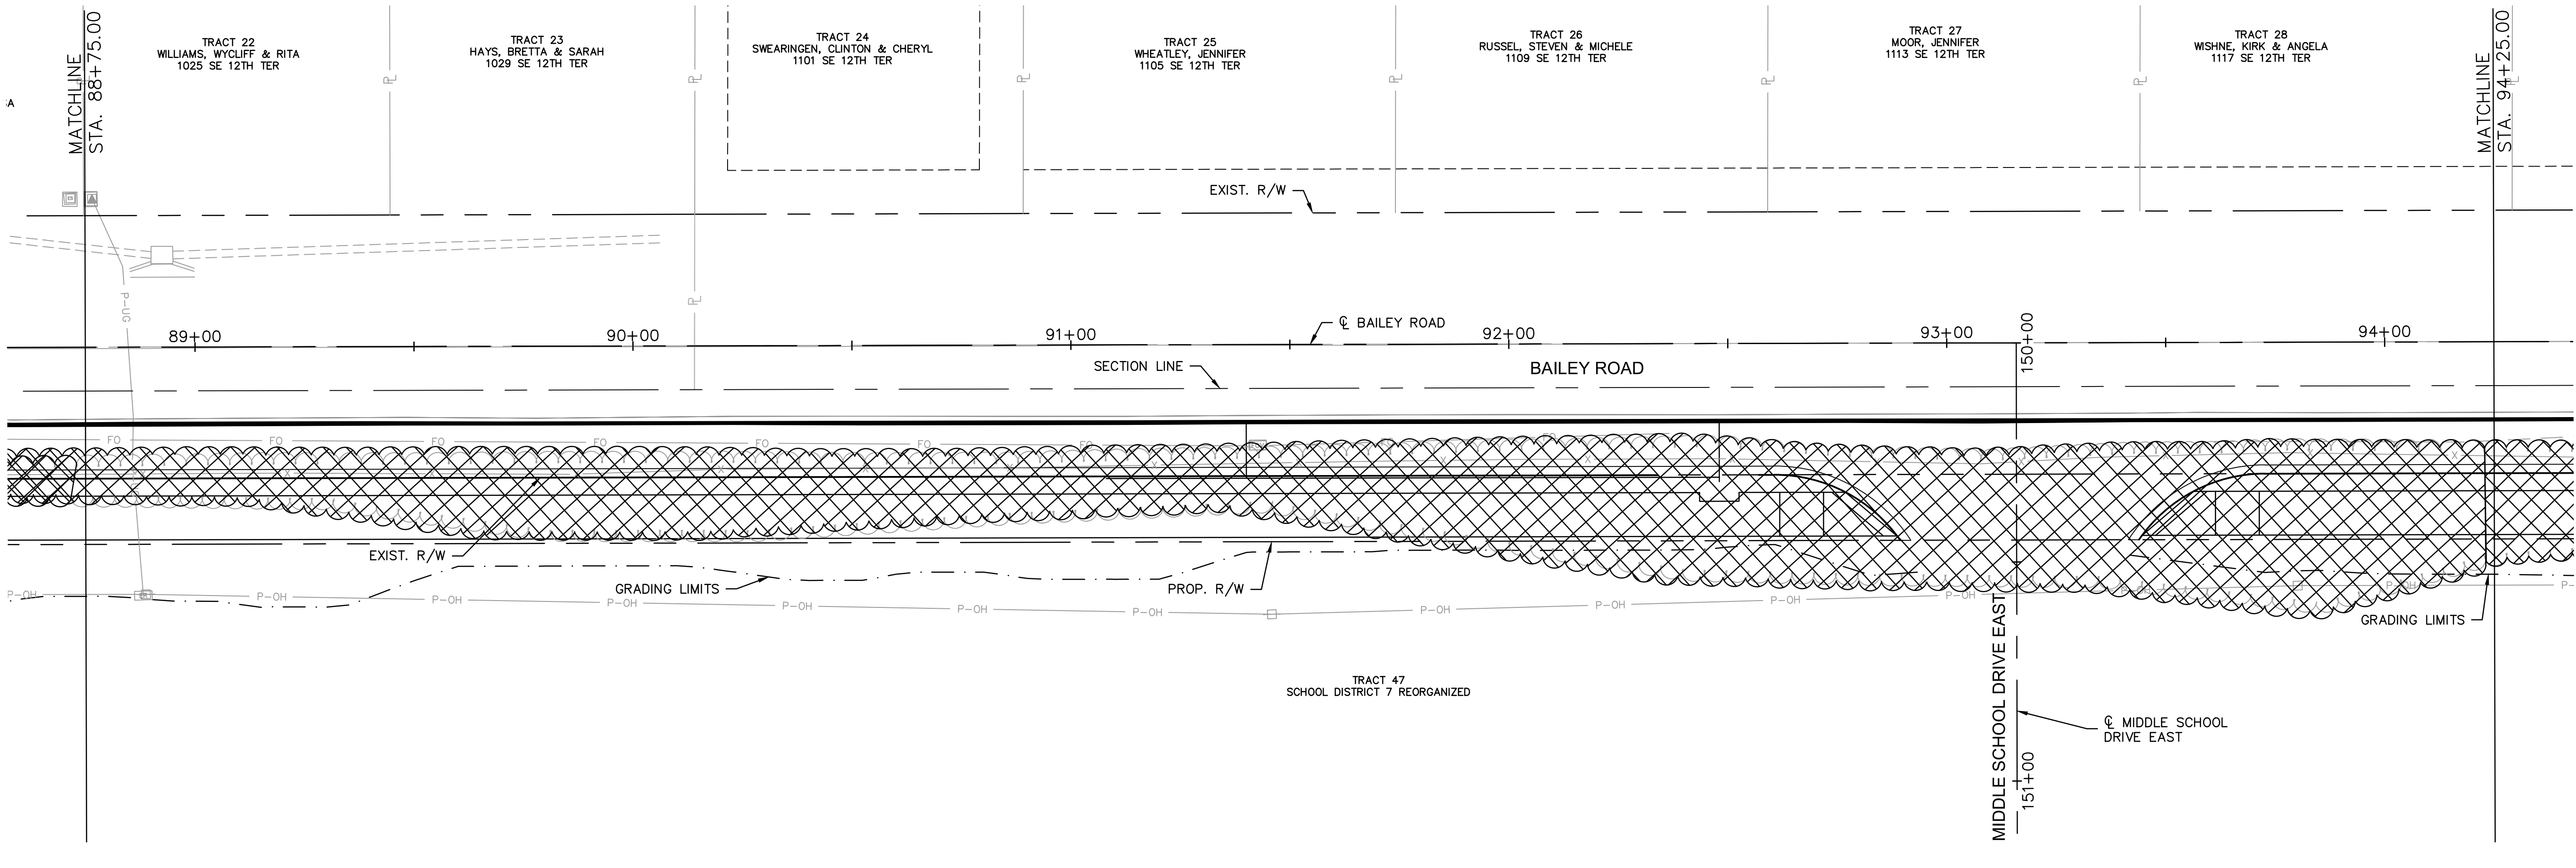 MATCHLINE
STA. 88+75.00
TRACT 22
WILLIAMS, WYCLIFF & RITA
1025 SE 12TH TER
TRACT 23
HAYS, BRETTA & SARAH
1029 SE 12TH TER
TRACT 24
SWEARINGEN, CLINTON & CHERYL
1101 SE 12TH TER
TRACT 25
WHEATLEY, JENNIFER
1105 SE 12TH TER
TRACT 26
RUSSEL, STEVEN & MICHELE
1109 SE 12TH TER
TRACT 27
MOOR, JENNIFER
1113 SE 12TH TER
TRACT 28
WISHNE, KIRK & ANGELA
1117 SE 12TH TER
MATCHLINE
STA. 94+25.00
EXIST. R/W
P-UG
89+00
90+00
91+00
℄ BAILEY ROAD
92+00
93+00
150+00
94+00
SECTION LINE
BAILEY ROAD
FO FO FO FO FO FO FO
EXIST. R/W
GRADING LIMITS
PROP. R/W
P-OH P-OH P-OH P-OH P-OH P-OH P-OH P-OH P-OH P-OH P-OH P-OH
GRADING LIMITS
TRACT 47
SCHOOL DISTRICT 7 REORGANIZED
MIDDLE SCHOOL DRIVE EAST
℄ MIDDLE SCHOOL
DRIVE EAST
151+00